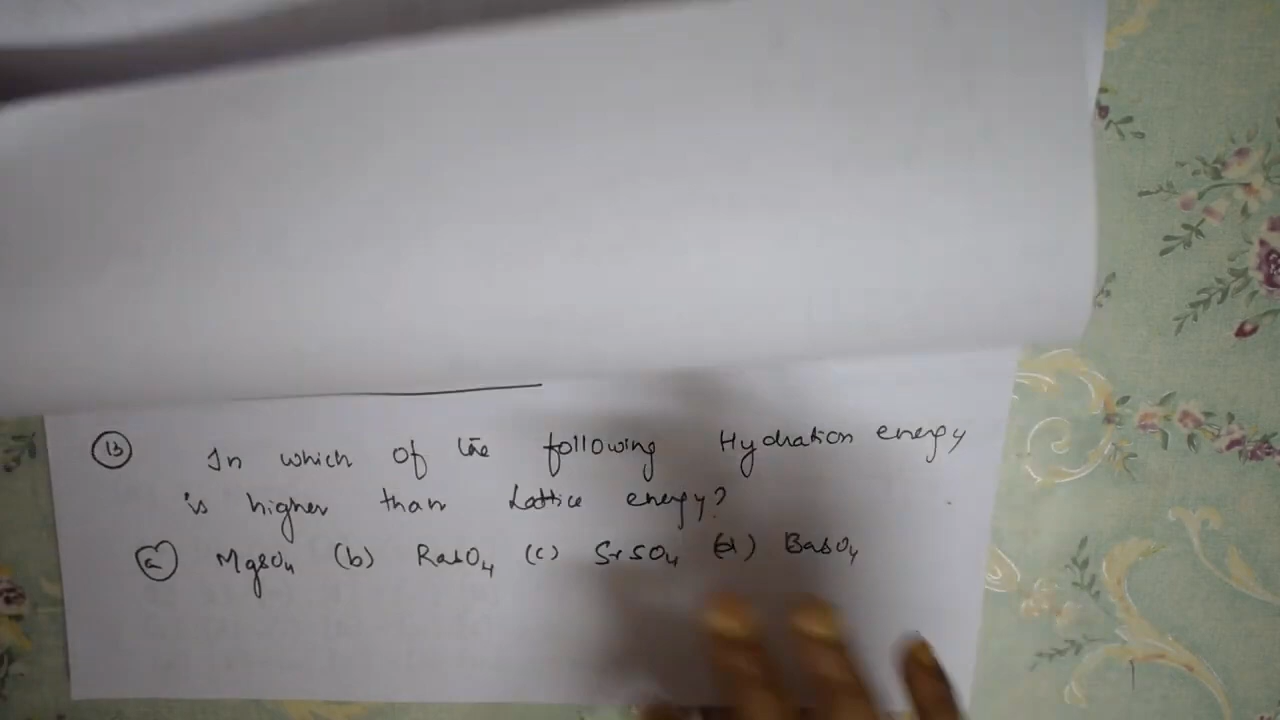 (13) In which of the following Hydration energy
is higher than Lattice energy?
(a) MgSO4 (b) RaSO4 (c) SrSO4 (d) BaSO4